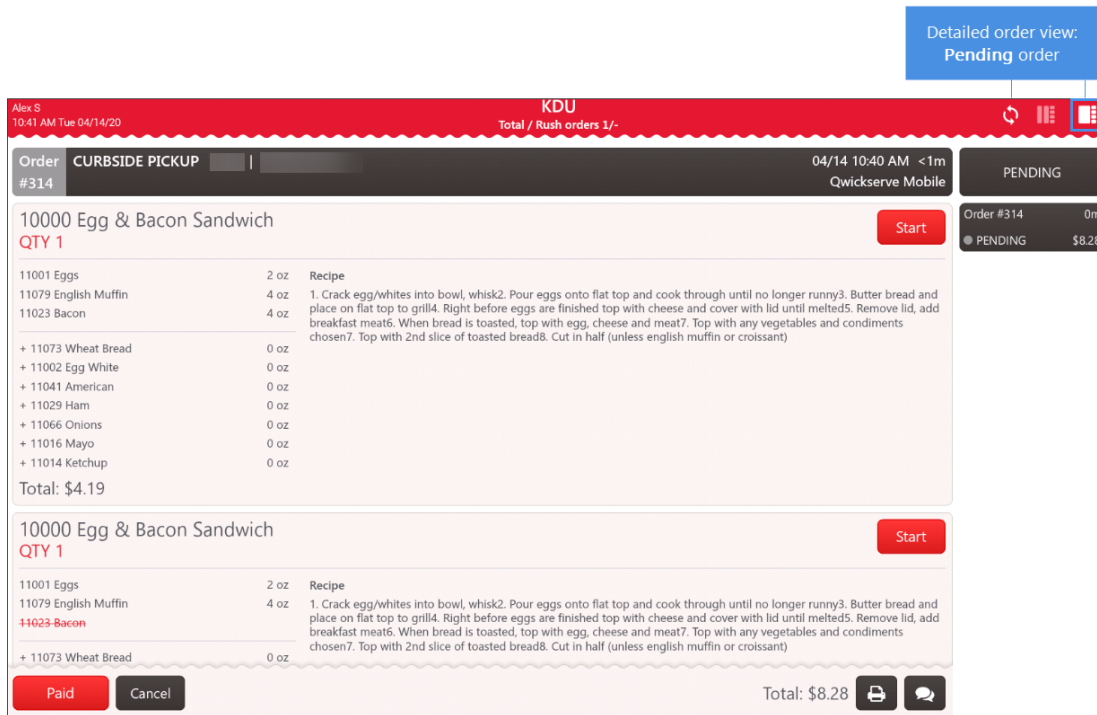 Detailed order view:
Pending order
Alex S
10:41 AM Tue 04/14/20
KDU
Total / Rush orders 1/-
Order
#314
CURBSIDE PICKUP |
04/14 10:40 AM <1m
Qwickserve Mobile
PENDING
Order #314 0m
PENDING $8.28
10000 Egg & Bacon Sandwich
QTY 1
Start
11001 Eggs 2 oz
11079 English Muffin 4 oz
11023 Bacon 4 oz
+ 11073 Wheat Bread 0 oz
+ 11002 Egg White 0 oz
+ 11041 American 0 oz
+ 11029 Ham 0 oz
+ 11066 Onions 0 oz
+ 11016 Mayo 0 oz
+ 11014 Ketchup 0 oz
Total: $4.19
Recipe
1. Crack egg/whites into bowl, whisk2. Pour eggs onto flat top and cook through until no longer runny3. Butter bread and
place on flat top to grill4. Right before eggs are finished top with cheese and cover with lid until melted5. Remove lid, add
breakfast meat6. When bread is toasted, top with egg, cheese and meat7. Top with any vegetables and condiments
chosen7. Top with 2nd slice of toasted bread8. Cut in half (unless english muffin or croissant)
10000 Egg & Bacon Sandwich
QTY 1
Start
11001 Eggs 2 oz
11079 English Muffin 4 oz
11023 Bacon
+ 11073 Wheat Bread 0 oz
Recipe
1. Crack egg/whites into bowl, whisk2. Pour eggs onto flat top and cook through until no longer runny3. Butter bread and
place on flat top to grill4. Right before eggs are finished top with cheese and cover with lid until melted5. Remove lid, add
breakfast meat6. When bread is toasted, top with egg, cheese and meat7. Top with any vegetables and condiments
chosen7. Top with 2nd slice of toasted bread8. Cut in half (unless english muffin or croissant)
Paid
Cancel
Total: $8.28